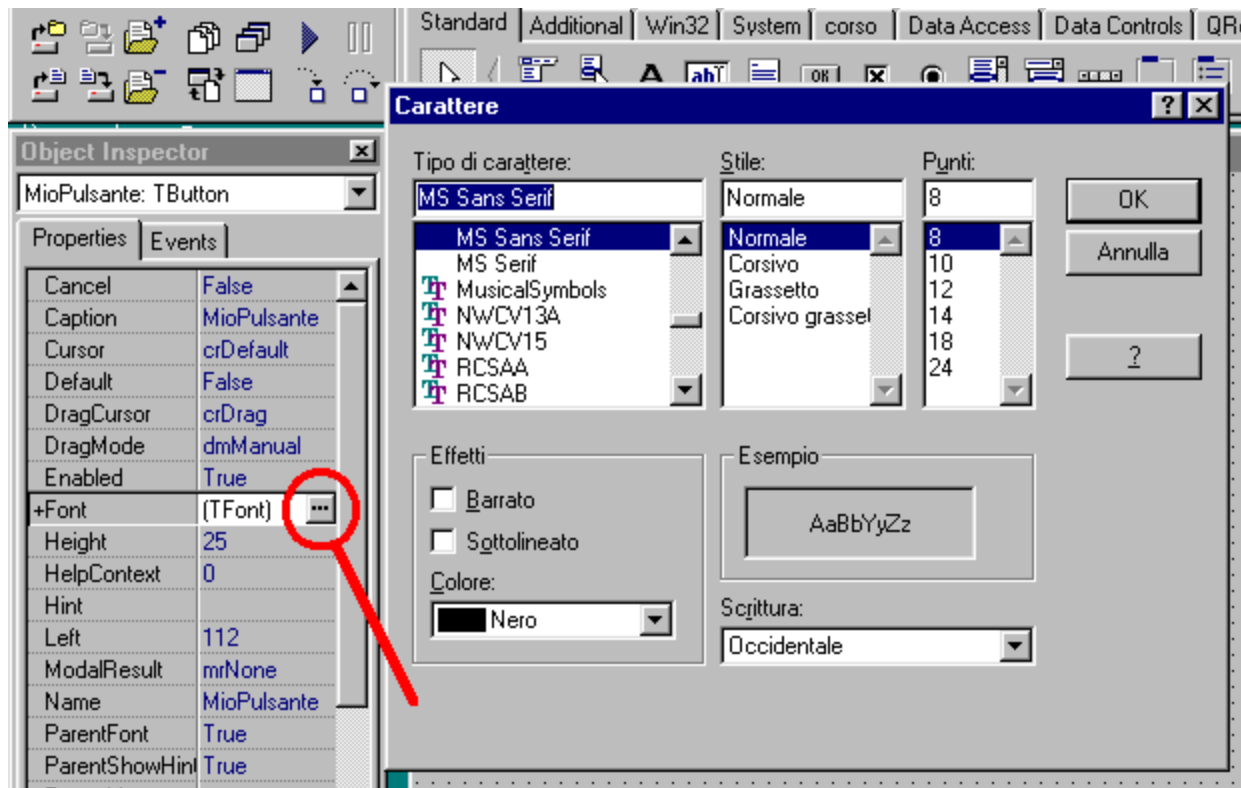 Standard Additional Win32 System corso Data Access Data Controls
A ab OK
Carattere ? X
Object Inspector
MioPulsante: TButton
Properties Events
Cancel False
Caption MioPulsante
Cursor crDefault
Default False
DragCursor crDrag
DragMode dmManual
Enabled True
+Font (TFont) ...
Height 25
HelpContext 0
Hint
Left 112
ModalResult mrNone
Name MioPulsante
ParentFont True
ParentShowHin True
Tipo di carattere:
MS Sans Serif
MS Sans Serif
MS Serif
MusicalSymbols
NWCV13A
NWCV15
RCSAA
RCSAB
Stile:
Normale
Normale
Corsivo
Grassetto
Corsivo grasset
Punti:
8
8
10
12
14
18
24
OK
Annulla
?
Effetti
Barrato
Sottolineato
Colore:
Nero
Esempio
AaBbYyZz
Scrittura:
Occidentale